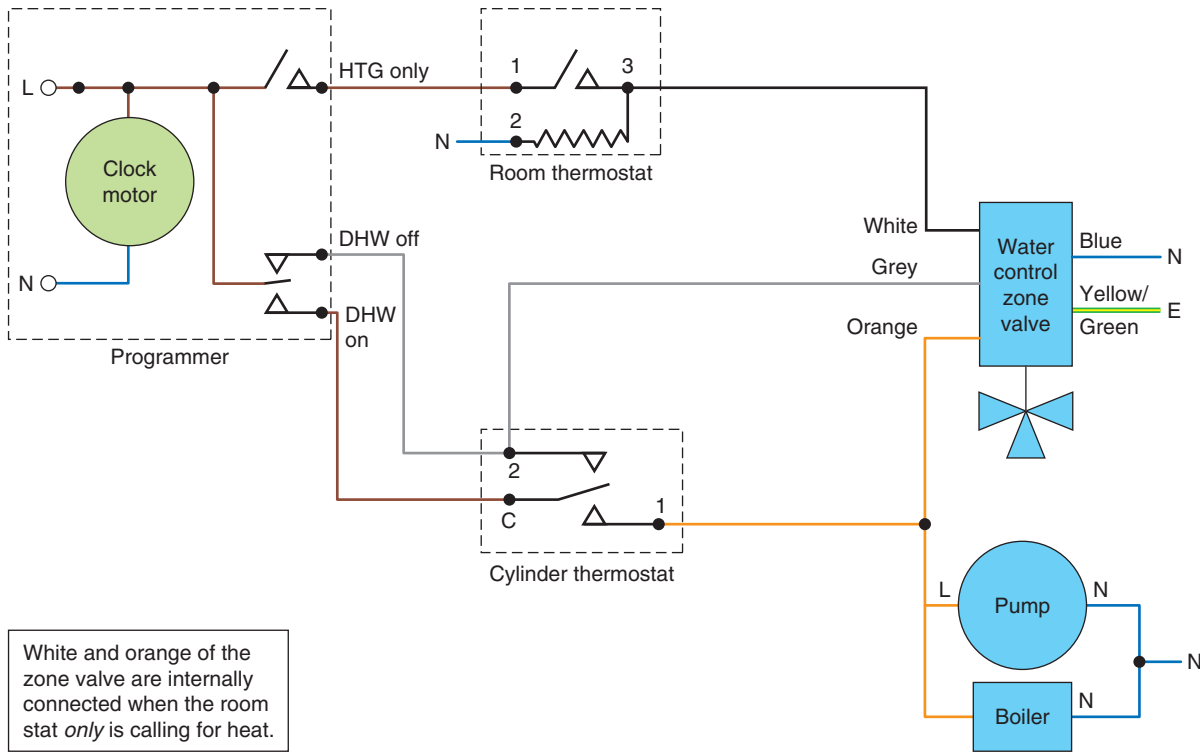 L
HTG only
1
3
2
N
Room thermostat
Clock
motor
N
DHW off
DHW
on
Programmer
White
Grey
Orange
Water
control
zone
valve
Blue
N
Yellow/
Green
E
2
C
1
Cylinder thermostat
L
Pump
N
N
Boiler
N
White and orange of the
zone valve are internally
connected when the room
stat only is calling for heat.